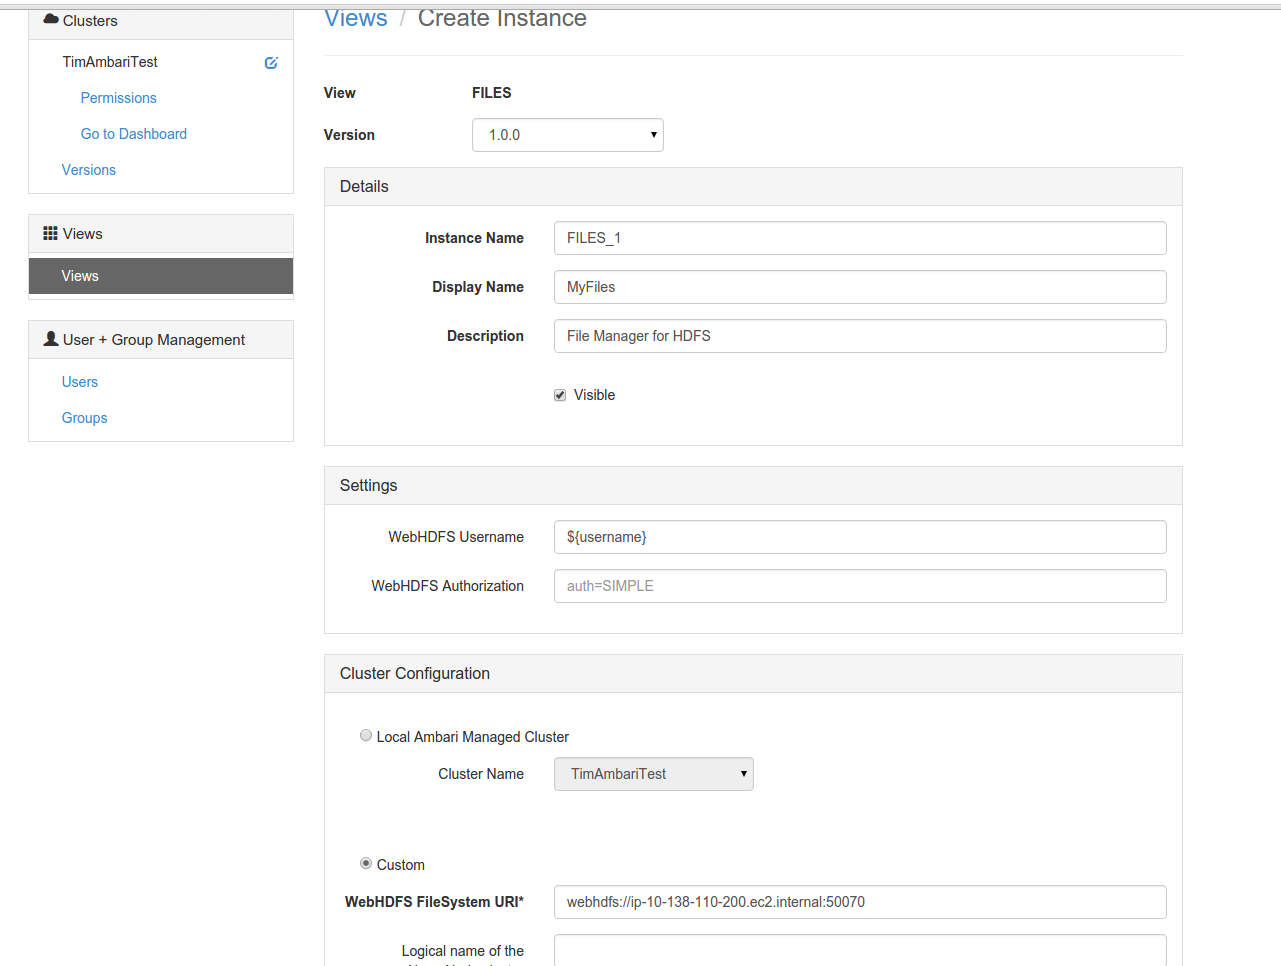 Clusters
TimAmbariTest
Permissions
Go to Dashboard
Versions
Views
Views
User + Group Management
Users
Groups
Views / Create Instance
View FILES
Version 1.0.0
Details
Instance Name FILES_1
Display Name MyFiles
Description File Manager for HDFS
Visible
Settings
WebHDFS Username ${username}
WebHDFS Authorization auth=SIMPLE
Cluster Configuration
Local Ambari Managed Cluster
Cluster Name TimAmbariTest
Custom
WebHDFS FileSystem URI* webhdfs://ip-10-138-110-200.ec2.internal:50070
Logical name of the